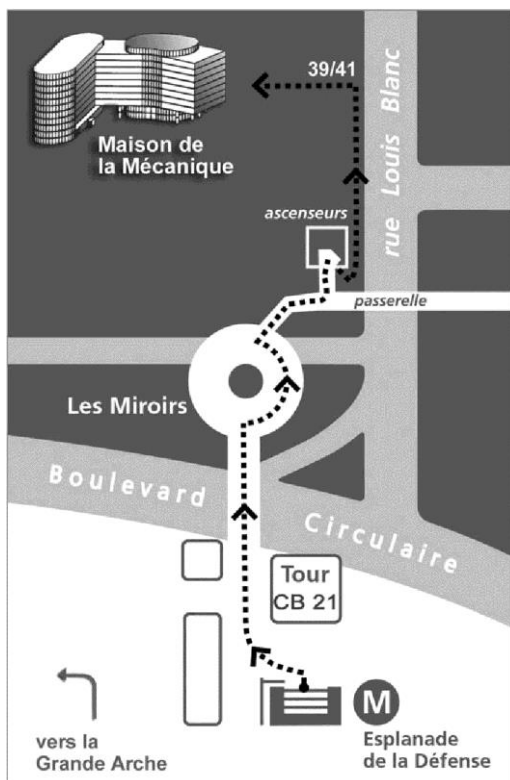 39/41
Maison de
la Mécanique
rue Louis Blanc
ascenseurs
passerelle
Les Miroirs
Boulevard Circulaire
Tour
CB 21
M
vers la
Grande Arche
Esplanade
de la Défense